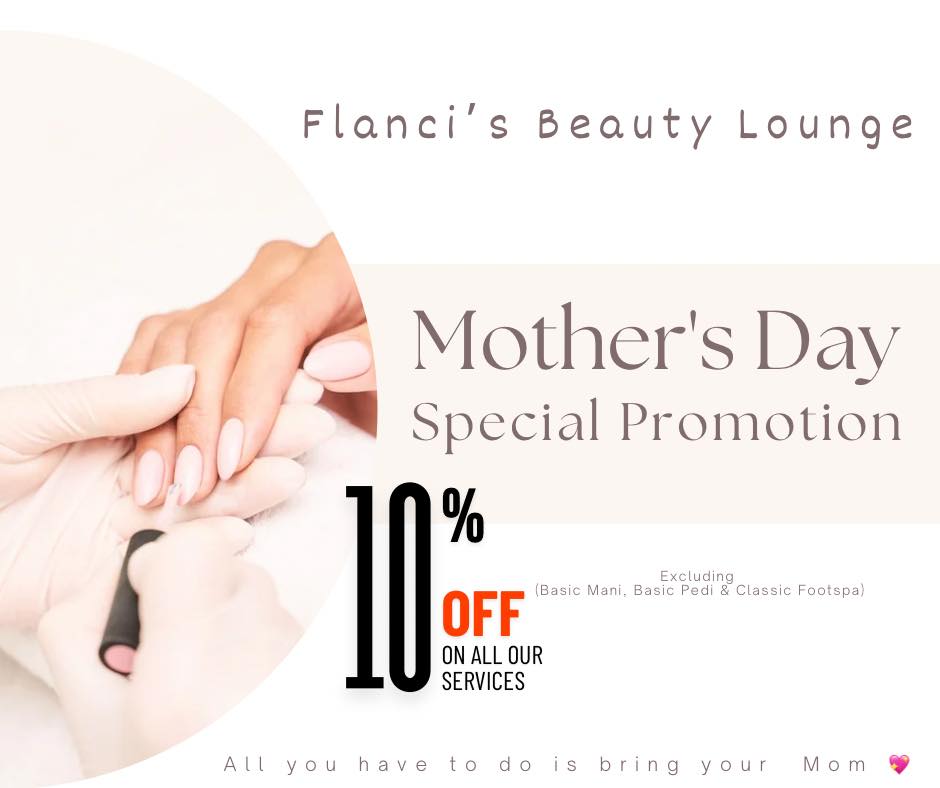 Flanci's Beauty Lounge
Mother's Day
Special Promotion
10%
OFF
ON ALL OUR
SERVICES
Excluding
(Basic Mani, Basic Pedi & Classic Footspa)
All you have to do is bring your Mom 💖